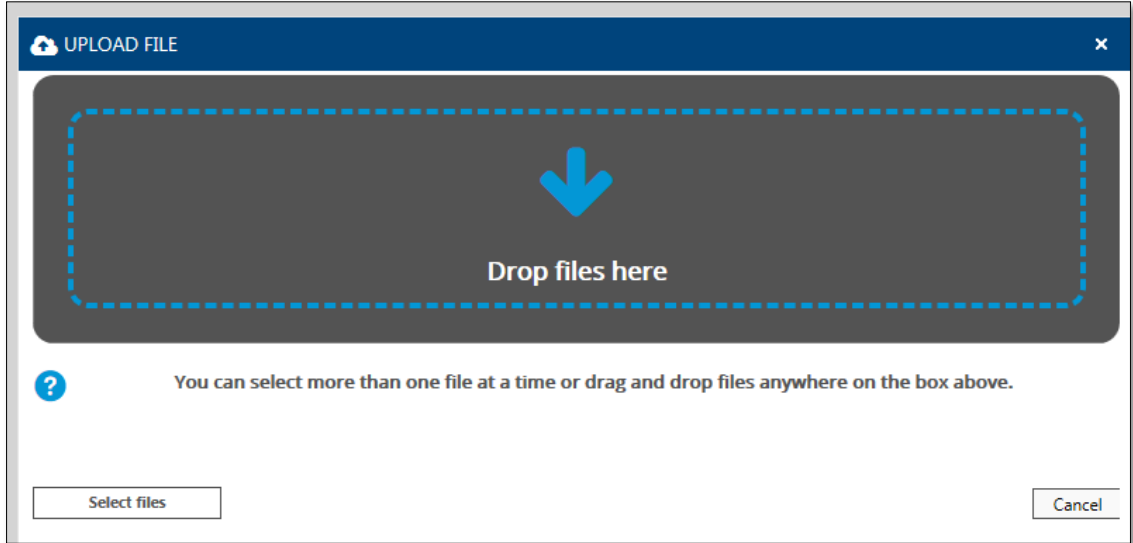 UPLOAD FILE
Drop files here
You can select more than one file at a time or drag and drop files anywhere on the box above.
Select files
Cancel